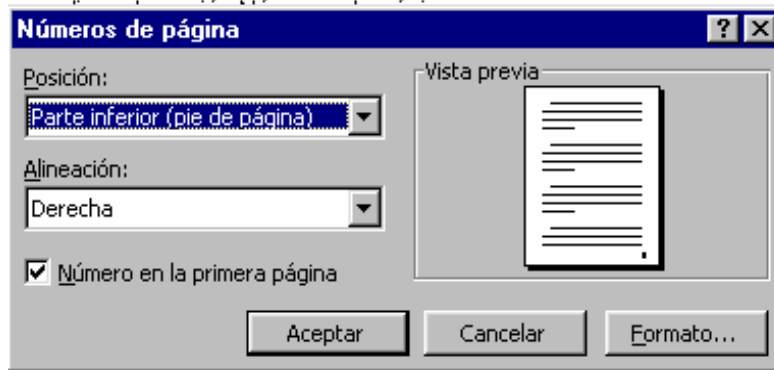 Números de página
Posición:
Vista previa
Parte inferior (pie de página)
Alineación:
Derecha
Número en la primera página
Aceptar
Cancelar
Formato...